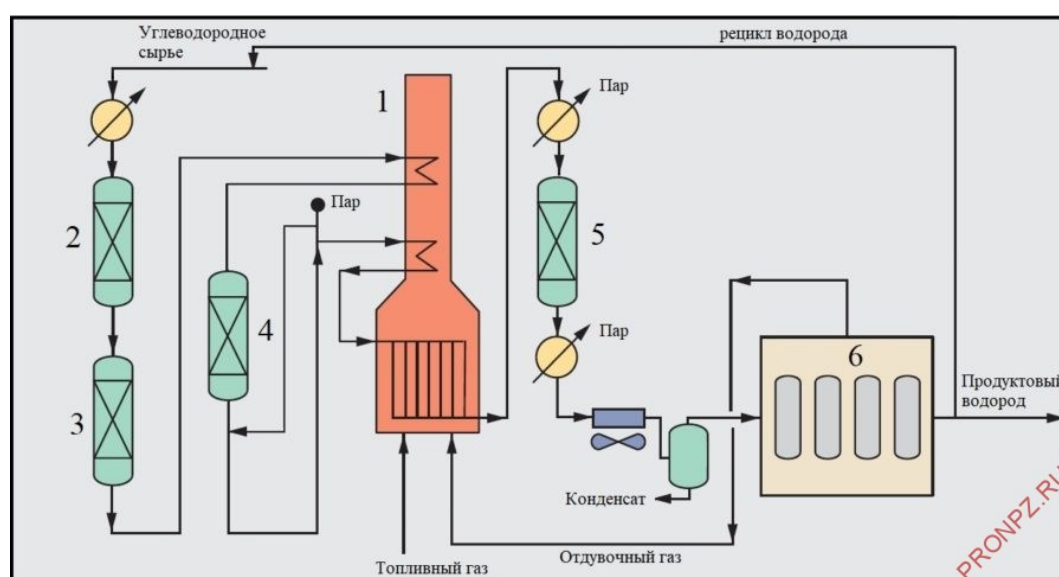 Углеводородное
сырье
рецикл водорода
1
Пар
Пар
2
5
4
Пар
6
3
Продуктовый
водород
Конденсат
Отдувочный газ
Топливный газ
PRONPZ.RU